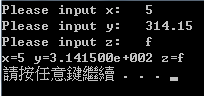 Please input x:   5
Please input y:   314.15
Please input z:   f
x=5 y=3.141500e+002 z=f
請按任意鍵繼續 . . .